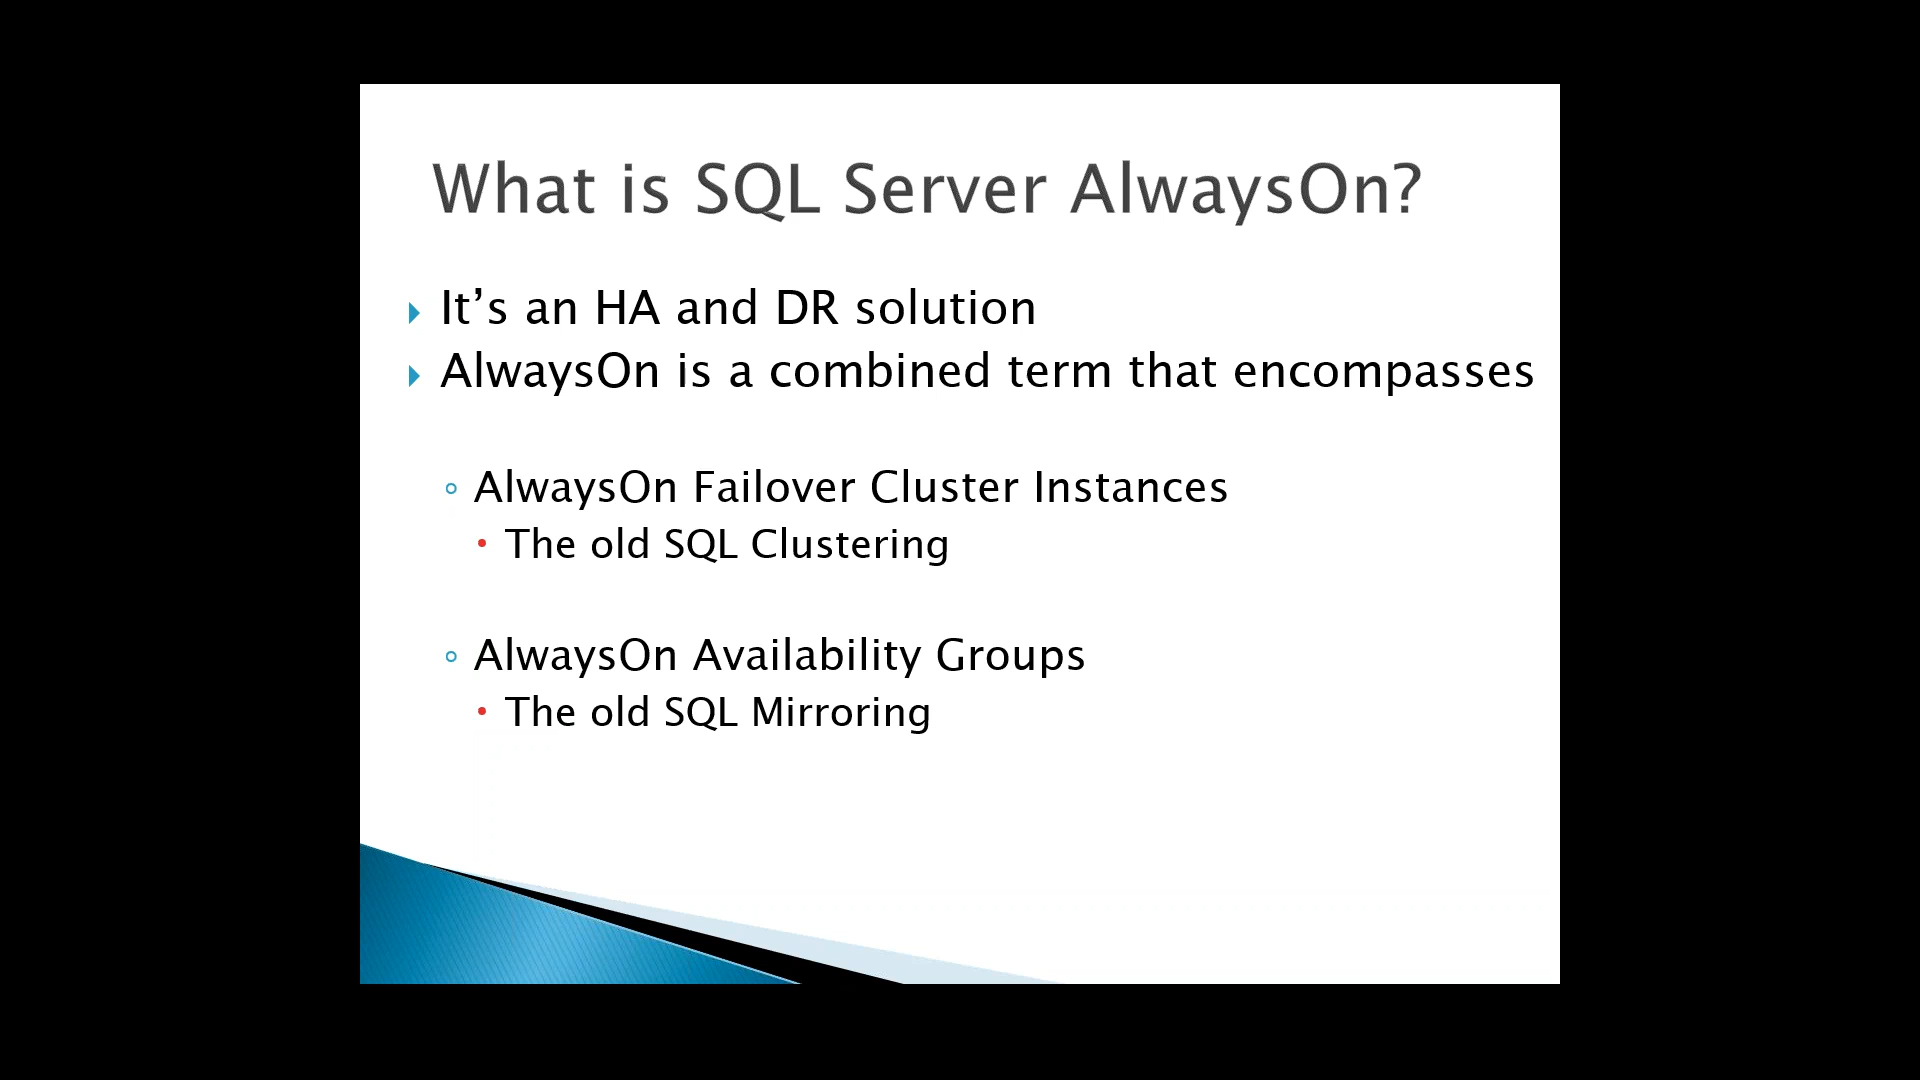 What is SQL Server AlwaysOn?
It’s an HA and DR solution
AlwaysOn is a combined term that encompasses
AlwaysOn Failover Cluster Instances
The old SQL Clustering
AlwaysOn Availability Groups
The old SQL Mirroring